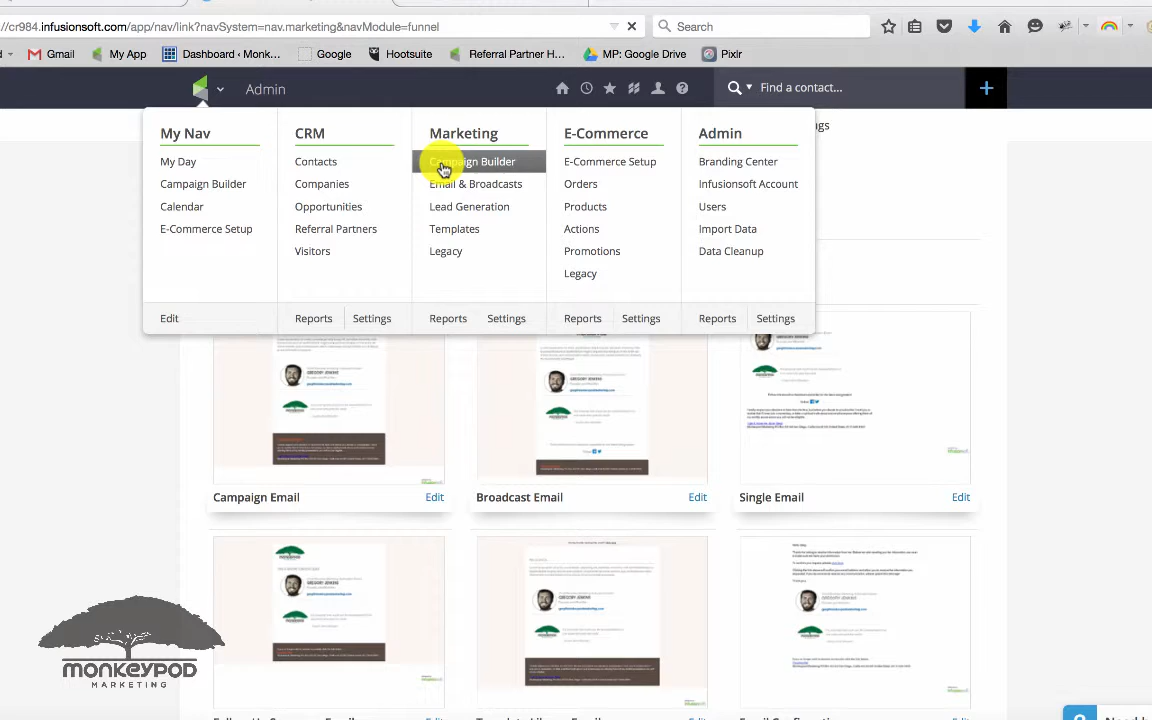 cr984.infusionsoft.com/app/nav/link?navSystem=nav.marketing&navModule=funnel
Search
Gmail
My App
Dashboard ‹ Monk...
Google
Hootsuite
Referral Partner H...
MP: Google Drive
Pixlr
Admin
Find a contact...
My Nav
My Day
Campaign Builder
Calendar
E-Commerce Setup
Edit
CRM
Contacts
Companies
Opportunities
Referral Partners
Visitors
Reports
Settings
Marketing
Campaign Builder
Email & Broadcasts
Lead Generation
Templates
Legacy
Reports
Settings
E-Commerce
E-Commerce Setup
Orders
Products
Actions
Promotions
Legacy
Reports
Settings
Admin
Branding Center
Infusionsoft Account
Users
Import Data
Data Cleanup
Reports
Settings
GREGORY JENKINS
Campaign Email
Edit
Broadcast Email
Edit
Single Email
Edit
monkeypod
MARKETING